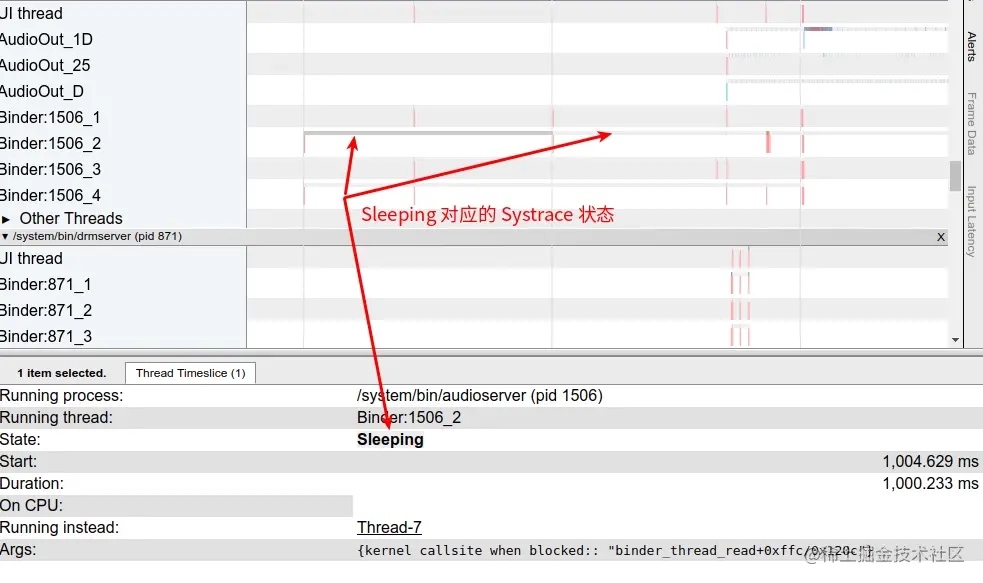 UI thread
AudioOut_1D
AudioOut_25
AudioOut_D
Binder:1506_1
Binder:1506_2
Binder:1506_3
Binder:1506_4
▸ Other Threads
Sleeping 对应的 Systrace 状态
▾ /system/bin/drmserver (pid 871) X
UI thread
Binder:871_1
Binder:871_2
Binder:871_3
Alerts
Frame Data
Input Latency
1 item selected. Thread Timeslice (1)
Running process: /system/bin/audioserver (pid 1506)
Running thread: Binder:1506_2
State: Sleeping
Start: 1,004.629 ms
Duration: 1,000.233 ms
On CPU:
Running instead: Thread-7
Args: {kernel callsite when blocked:: "binder_thread_read+0xffc/0x120c"}
@稀土掘金技术社区